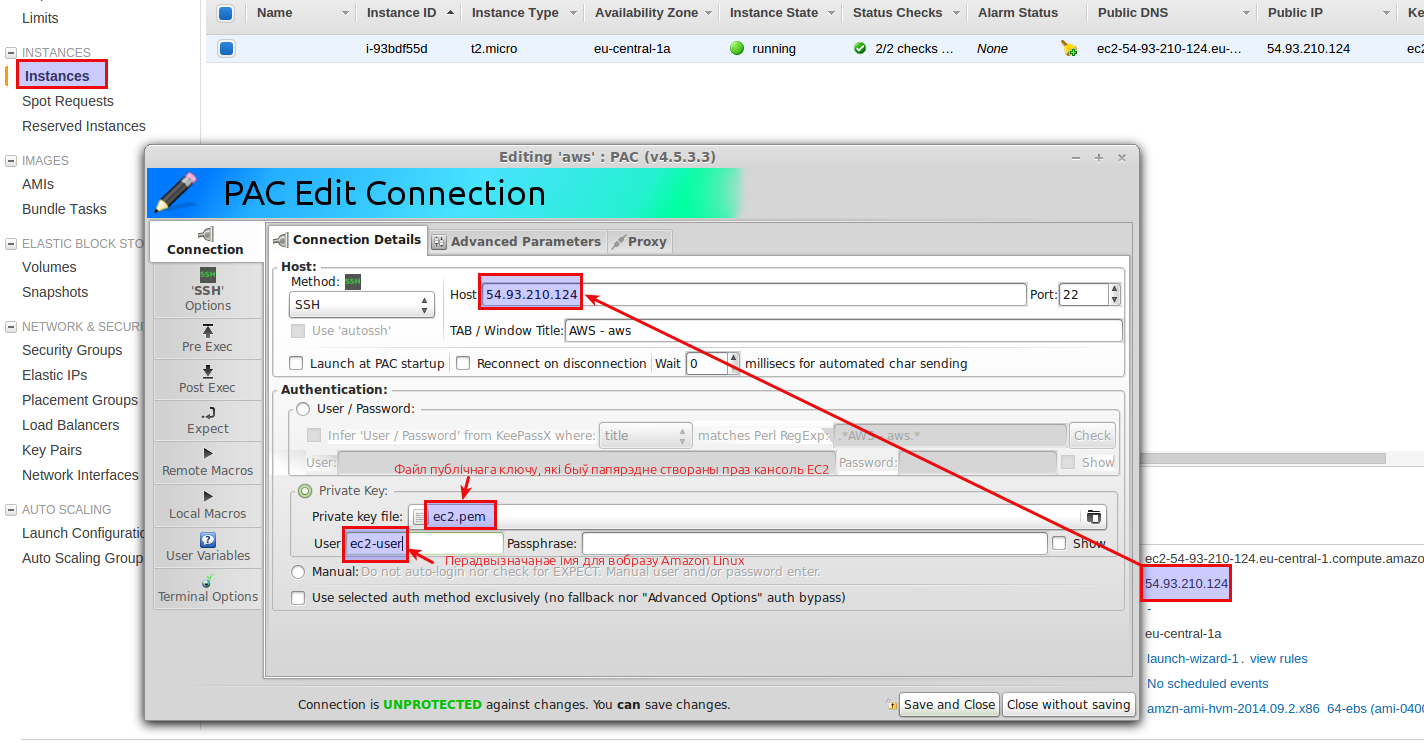 Limits
INSTANCES
Instances
Spot Requests
Reserved Instances
IMAGES
AMIs
Bundle Tasks
ELASTIC BLOCK STO
Volumes
Snapshots
NETWORK & SECURI
Security Groups
Elastic IPs
Placement Groups
Load Balancers
Key Pairs
Network Interfaces
AUTO SCALING
Launch Configuratio
Auto Scaling Group
Name Instance ID Instance Type Availability Zone Instance State Status Checks Alarm Status Public DNS Public IP Ke
i-93bdf55d t2.micro eu-central-1a running 2/2 checks ... None ec2-54-93-210-124.eu-... 54.93.210.124 ec2
Editing 'aws' : PAC (v4.5.3.3)
PAC Edit Connection
Connection
SSH
'SSH'
Options
Pre Exec
Post Exec
Expect
Remote Macros
Local Macros
User Variables
Terminal Options
Connection Details Advanced Parameters Proxy
Host:
Method: SSH
SSH Host 54.93.210.124 Port: 22
Use 'autossh' TAB / Window Title: AWS - aws
Launch at PAC startup Reconnect on disconnection Wait 0 millisecs for automated char sending
Authentication:
User / Password:
Infer 'User / Password' from KeePassX where: title matches Perl RegExp: .*AWS - aws.* Check
User: Password: Show
Файл публічнага ключу, які быў папярэдне створаны праз кансоль EC2
Private Key:
Private key file: ec2.pem
User ec2-user Passphrase: Show
Перадвызначанае імя для вобразу Amazon Linux
Manual: Do not auto-login nor check for EXPECT. Manual user and/or password enter.
Use selected auth method exclusively (no fallback nor "Advanced Options" auth bypass)
Connection is UNPROTECTED against changes. You can save changes. Save and Close Close without saving
ec2-54-93-210-124.eu-central-1.compute.amazo
54.93.210.124
-
eu-central-1a
launch-wizard-1. view rules
No scheduled events
amzn-ami-hvm-2014.09.2.x86 64-ebs (ami-0400